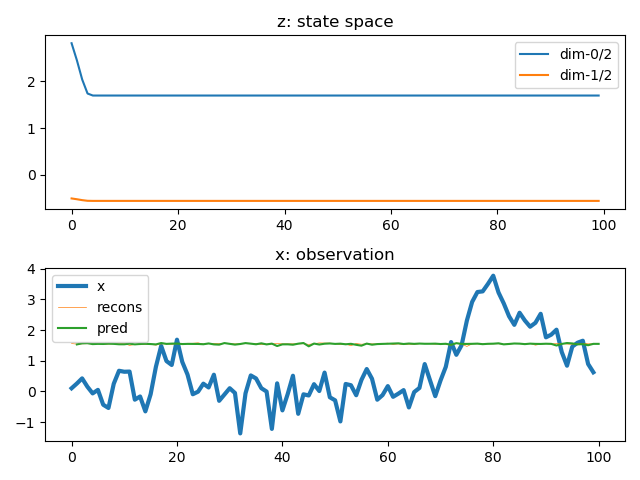 z: state space
dim-0/2
dim-1/2
2
1
0
0 20 40 60 80 100
x: observation
x
recons
pred
4
3
2
1
0
−1
0 20 40 60 80 100